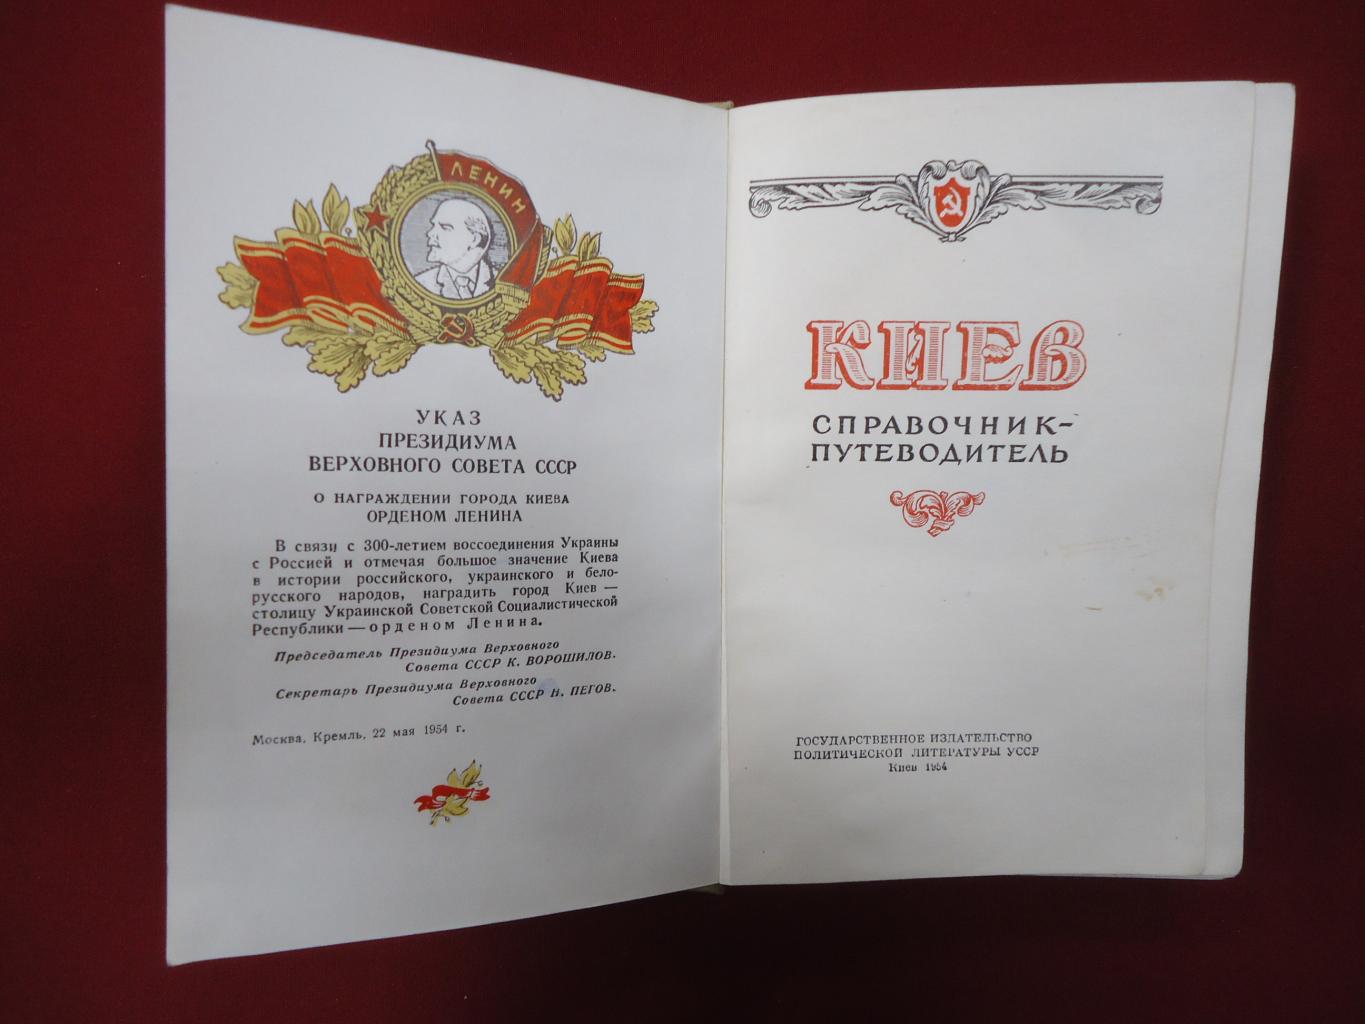 ЛЕНИН
УКАЗ
ПРЕЗИДИУМА
ВЕРХОВНОГО СОВЕТА СССР
О НАГРАЖДЕНИИ ГОРОДА КИЕВА
ОРДЕНОМ ЛЕНИНА
В связи с 300-летием воссоединения Украины
с Россией и отмечая большое значение Киева
в истории российского, украинского и бело-
русского народов, наградить город Киев —
столицу Украинской Советской Социалистической
Республики — орденом Ленина.
Председатель Президиума Верховного
Совета СССР К. ВОРОШИЛОВ.
Секретарь Президиума Верховного
Совета СССР Н. ПЕГОВ.
Москва, Кремль, 22 мая 1954 г.
КИЕВ
СПРАВОЧНИК-
ПУТЕВОДИТЕЛЬ
ГОСУДАРСТВЕННОЕ ИЗДАТЕЛЬСТВО
ПОЛИТИЧЕСКОЙ ЛИТЕРАТУРЫ УССР
Киев 1954